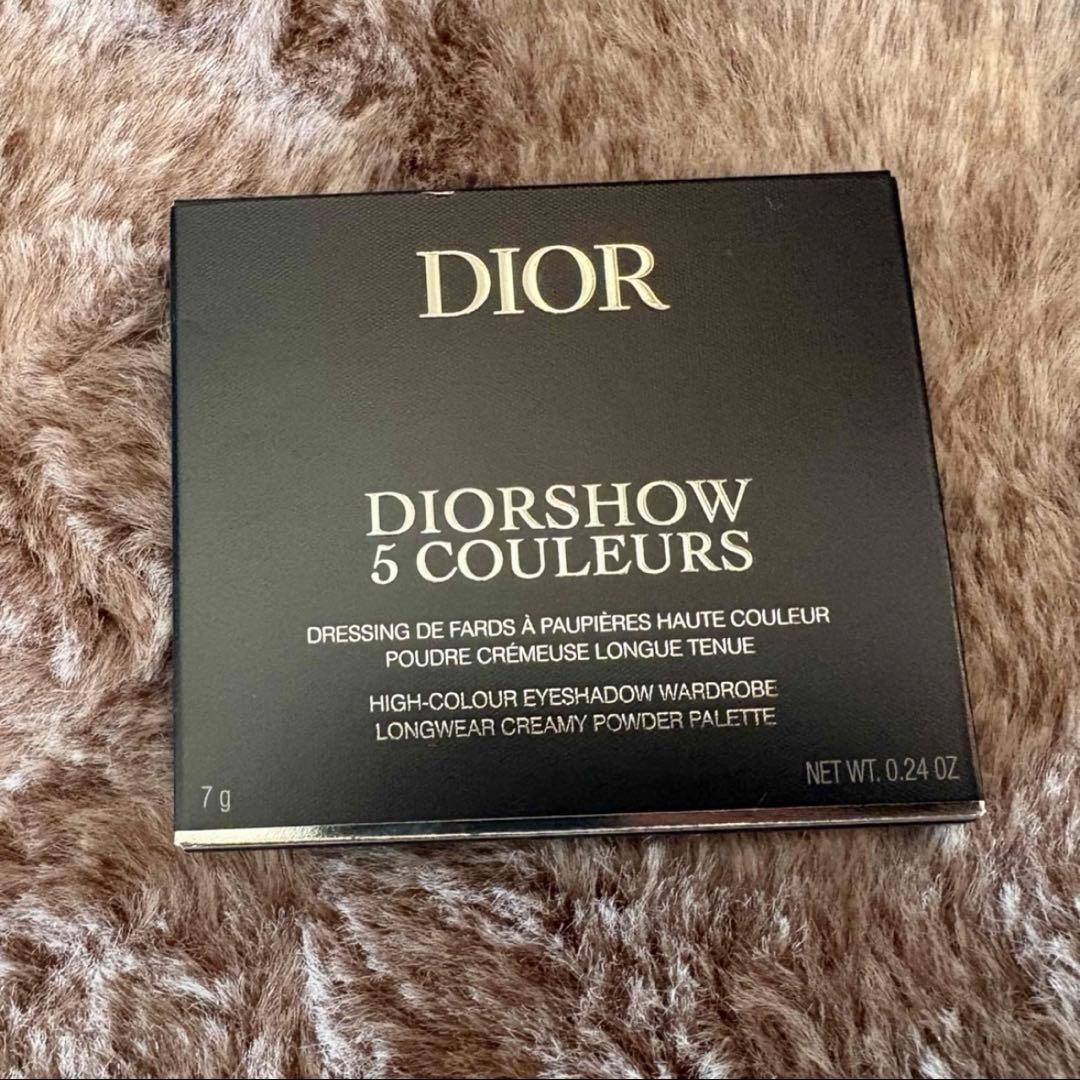 DIOR
DIORSHOW
5 COULEURS
DRESSING DE FARDS À PAUPIÈRES HAUTE COULEUR
POUDRE CRÉMEUSE LONGUE TENUE
HIGH-COLOUR EYESHADOW WARDROBE
LONGWEAR CREAMY POWDER PALETTE
7 g
NET WT. 0.24 OZ